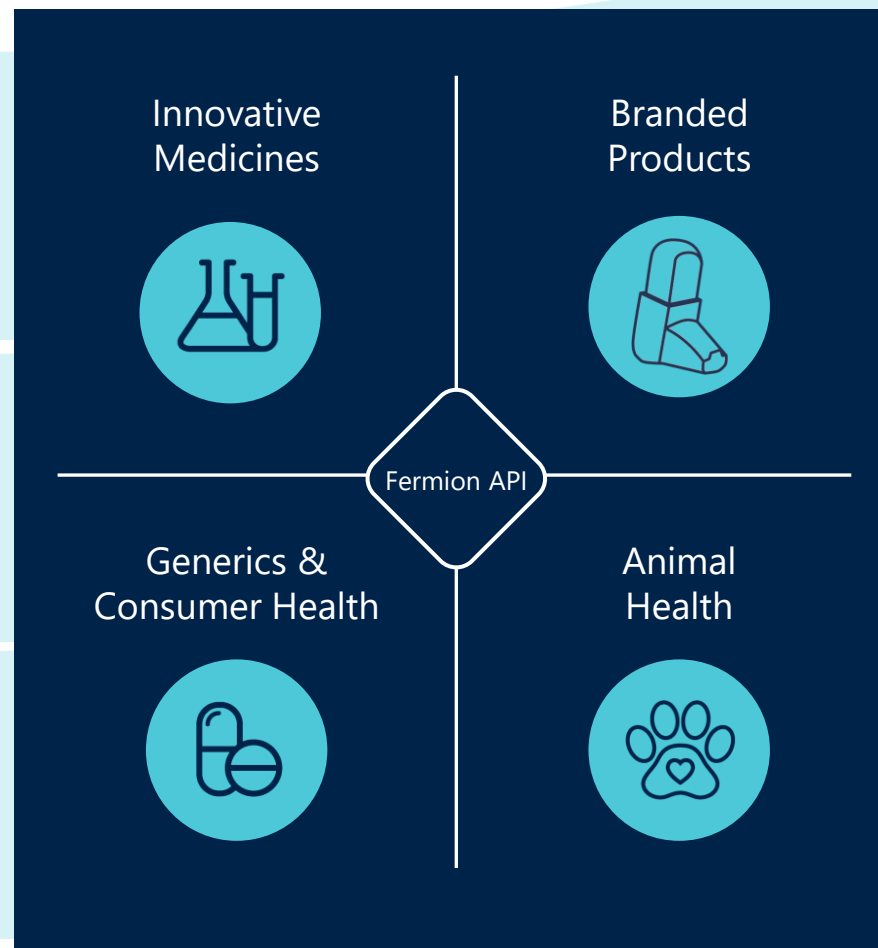 Innovative
Medicines
Branded
Products
Fermion API
Generics &
Consumer Health
Animal
Health